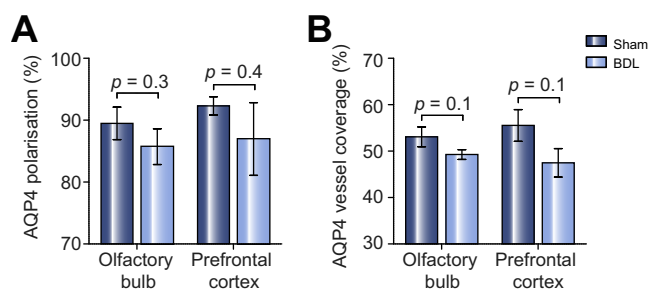 A
AQP4 polarisation (%)
100
90
80
70
p = 0.3
p = 0.4
Olfactory
bulb
Prefrontal
cortex
B
AQP4 vessel coverage (%)
70
60
50
40
30
p = 0.1
p = 0.1
Olfactory
bulb
Prefrontal
cortex
Sham
BDL